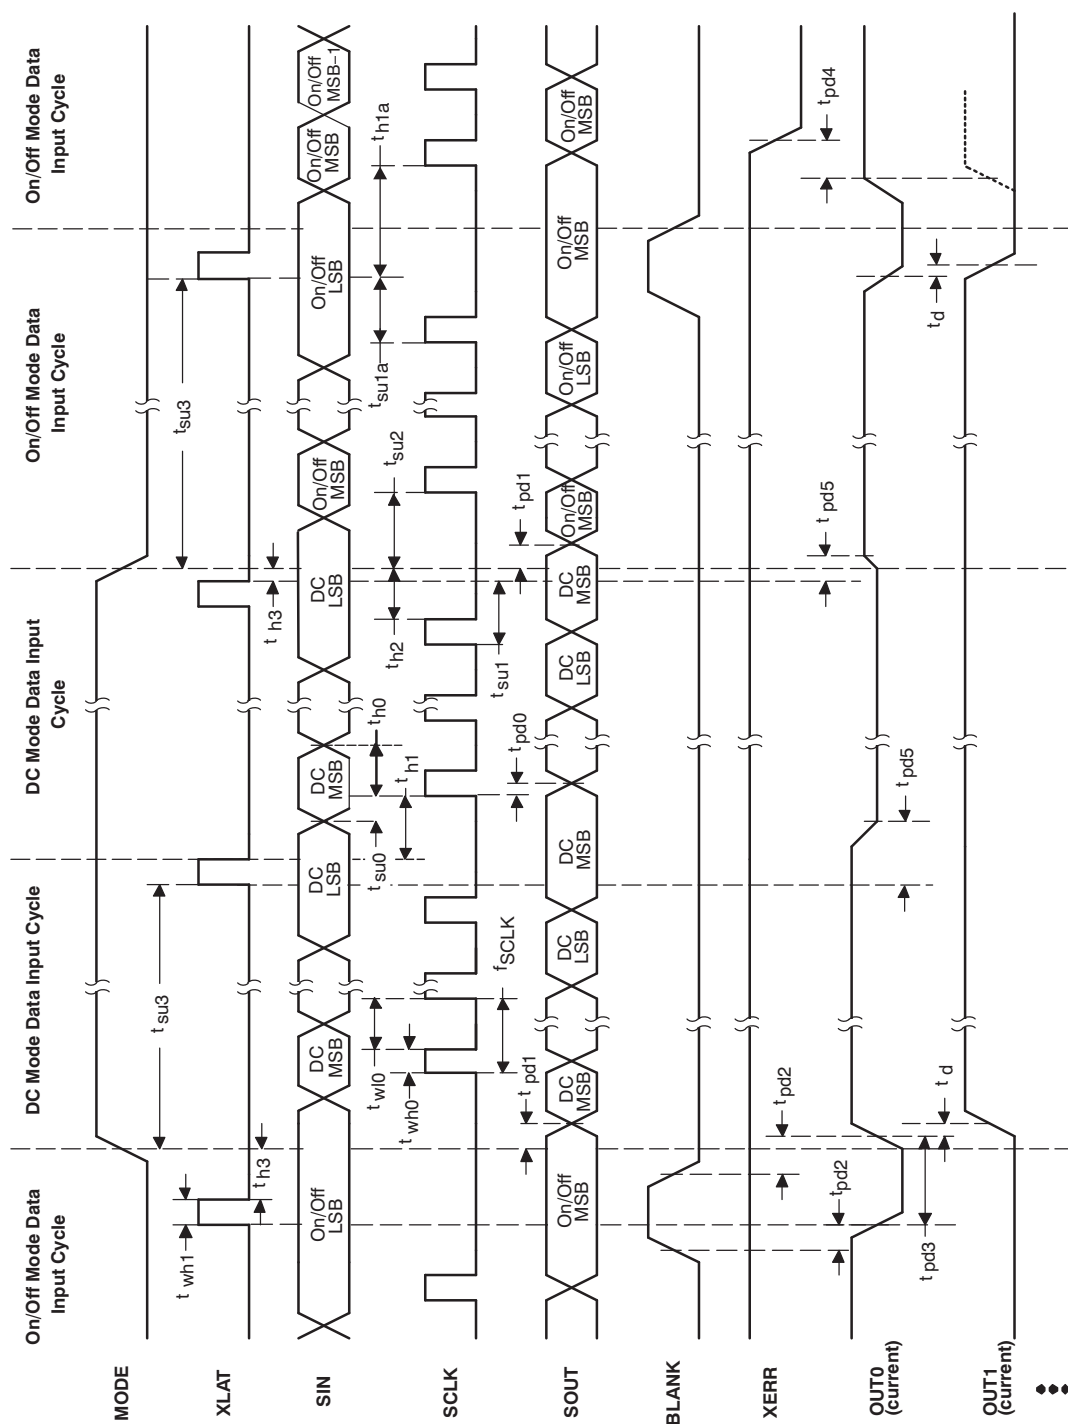 On/Off Mode Data
Input Cycle
DC Mode Data Input Cycle
DC Mode Data Input
Cycle
On/Off Mode Data
Input Cycle
On/Off Mode Data
Input Cycle
MODE
t wh1
t su3
t h3
t su3
XLAT
t h3
SIN
On/Off
LSB
DC
MSB
DC
LSB
DC
MSB
DC
LSB
On/Off
MSB
On/Off
LSB
On/Off
MSB
On/Off
MSB-1
t wl0
t wh0
t su0
t h0
t h1
t h2
t su2
t su1a
t h1a
SCLK
f SCLK
t su1
t pd1
t pd0
t pd1
SOUT
On/Off
MSB
DC
MSB
DC
LSB
DC
MSB
DC
LSB
DC
MSB
On/Off
MSB
On/Off
LSB
On/Off
MSB
On/Off
MSB
BLANK
XERR
t pd2
t pd2
t pd5
t pd5
t pd4
OUT0
(current)
t pd3
t d
t d
OUT1
(current)